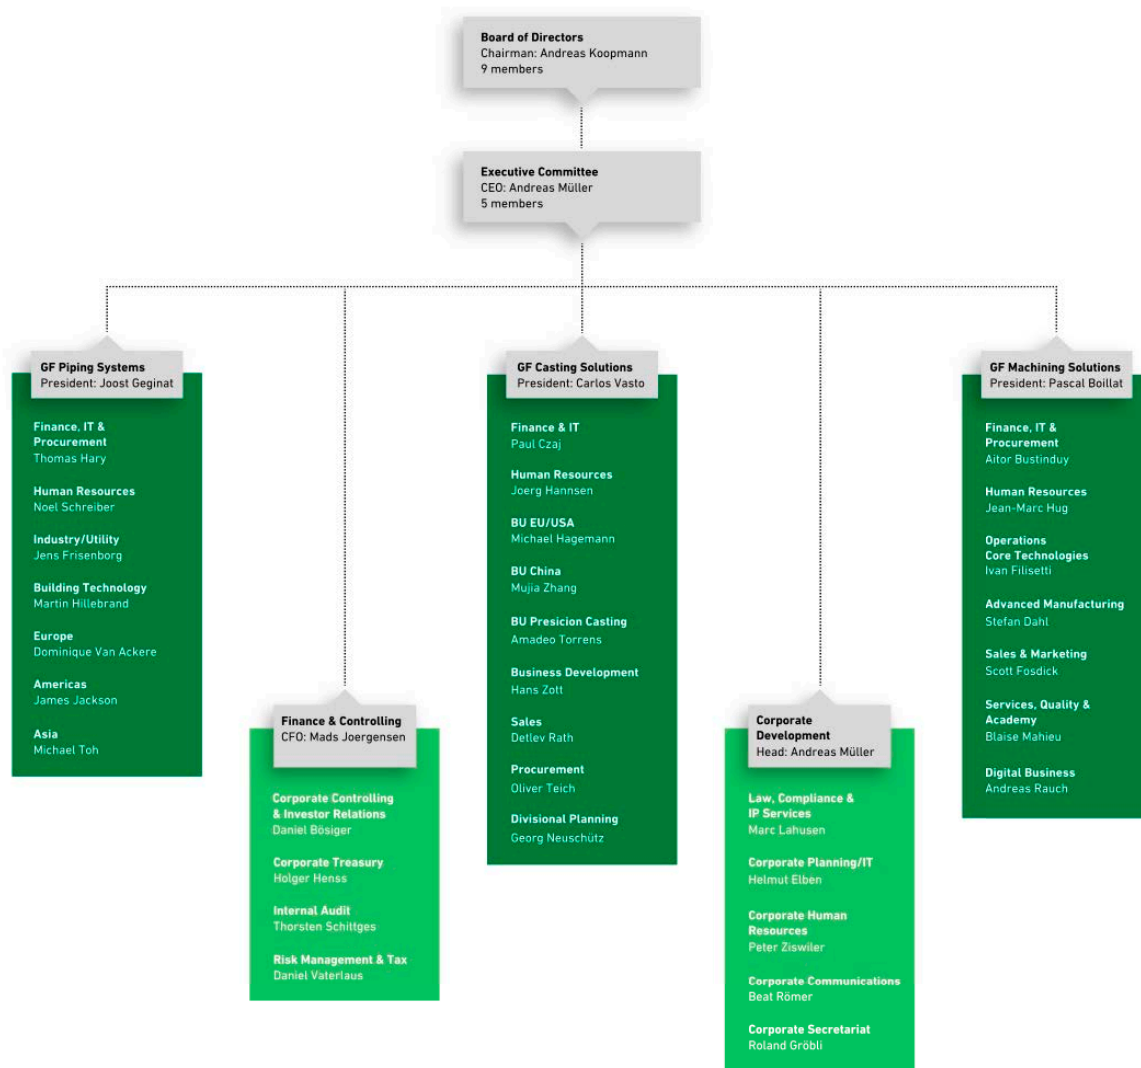 Board of Directors
Chairman: Andreas Koopmann
9 members
Executive Committee
CEO: Andreas Müller
5 members
GF Piping Systems
President: Joost Geginat
Finance, IT &
Procurement
Thomas Hary
Human Resources
Noel Schreiber
Industry/Utility
Jens Frisenborg
Building Technology
Martin Hillebrand
Europe
Dominique Van Ackere
Americas
James Jackson
Asia
Michael Toh
Finance & Controlling
CFO: Mads Joergensen
Corporate Controlling
& Investor Relations
Daniel Bösiger
Corporate Treasury
Holger Henss
Internal Audit
Thorsten Schittges
Risk Management & Tax
Daniel Vaterlaus
GF Casting Solutions
President: Carlos Vasto
Finance & IT
Paul Czaj
Human Resources
Joerg Hannsen
BU EU/USA
Michael Hagemann
BU China
Mujia Zhang
BU Presicion Casting
Amadeo Torrens
Business Development
Hans Zott
Sales
Detlev Rath
Procurement
Oliver Teich
Divisional Planning
Georg Neuschütz
Corporate
Development
Head: Andreas Müller
Law, Compliance &
IP Services
Marc Lahusen
Corporate Planning/IT
Helmut Elben
Corporate Human
Resources
Peter Ziswiler
Corporate Communications
Beat Römer
Corporate Secretariat
Roland Gröbli
GF Machining Solutions
President: Pascal Boillat
Finance, IT &
Procurement
Aitor Bustinduy
Human Resources
Jean-Marc Hug
Operations
Core Technologies
Ivan Filisetti
Advanced Manufacturing
Stefan Dahl
Sales & Marketing
Scott Fosdick
Services, Quality &
Academy
Blaise Mahieu
Digital Business
Andreas Rauch